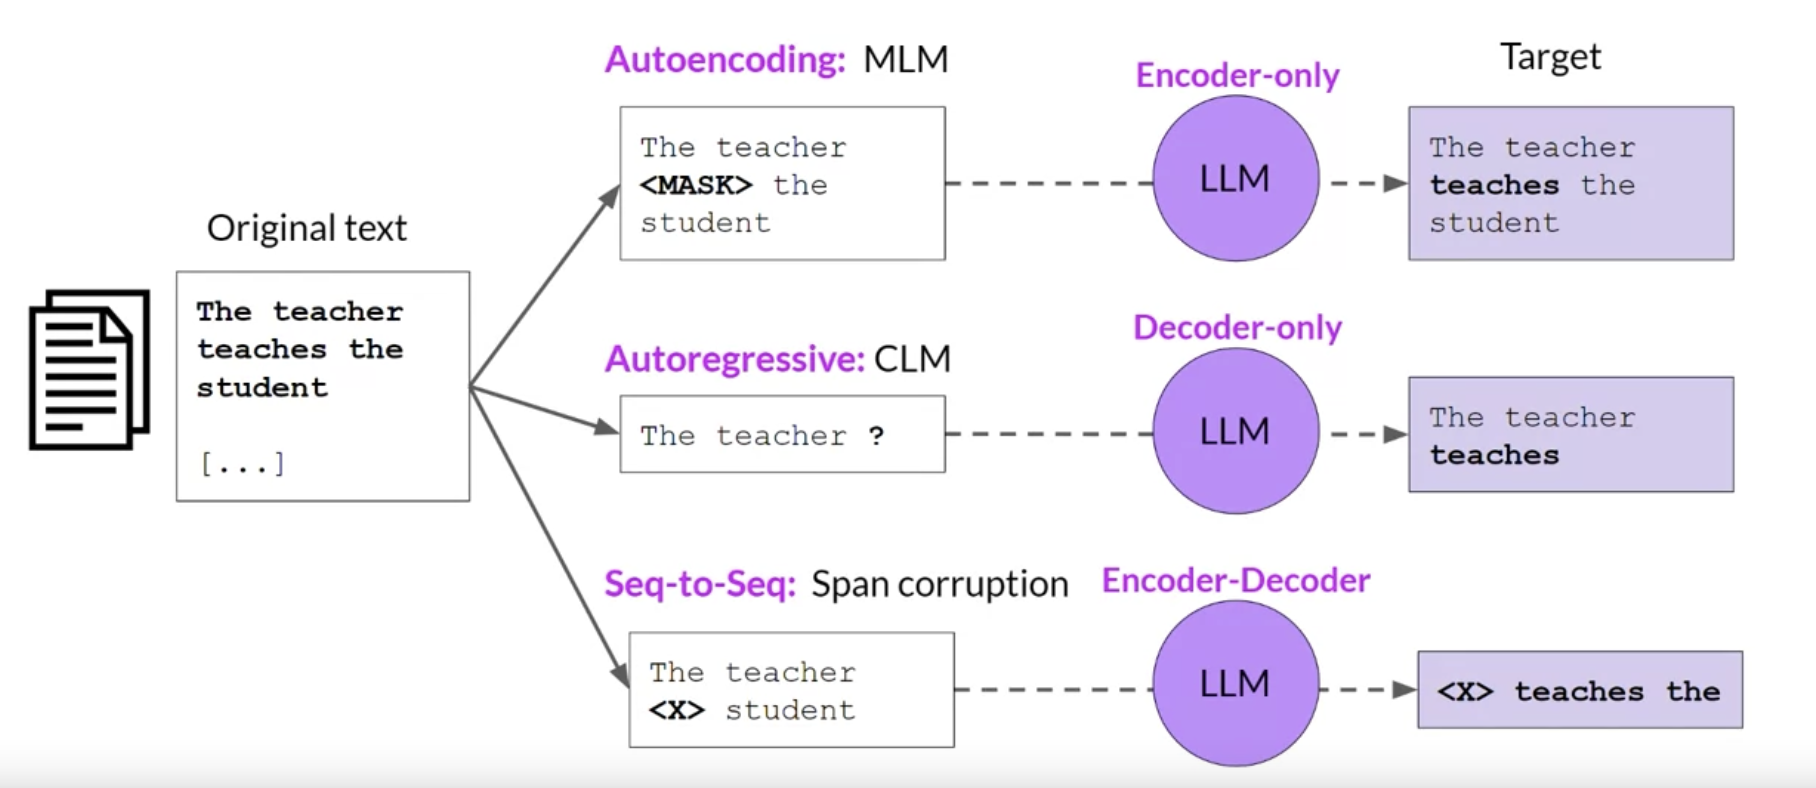 Original text
The teacher
teaches the
student
[...]
Autoencoding: MLM
The teacher
<MASK> the
student
Encoder-only
LLM
Target
The teacher
teaches the
student
Autoregressive: CLM
The teacher ?
Decoder-only
LLM
The teacher
teaches
Seq-to-Seq: Span corruption
The teacher
<X> student
Encoder-Decoder
LLM
<X> teaches the